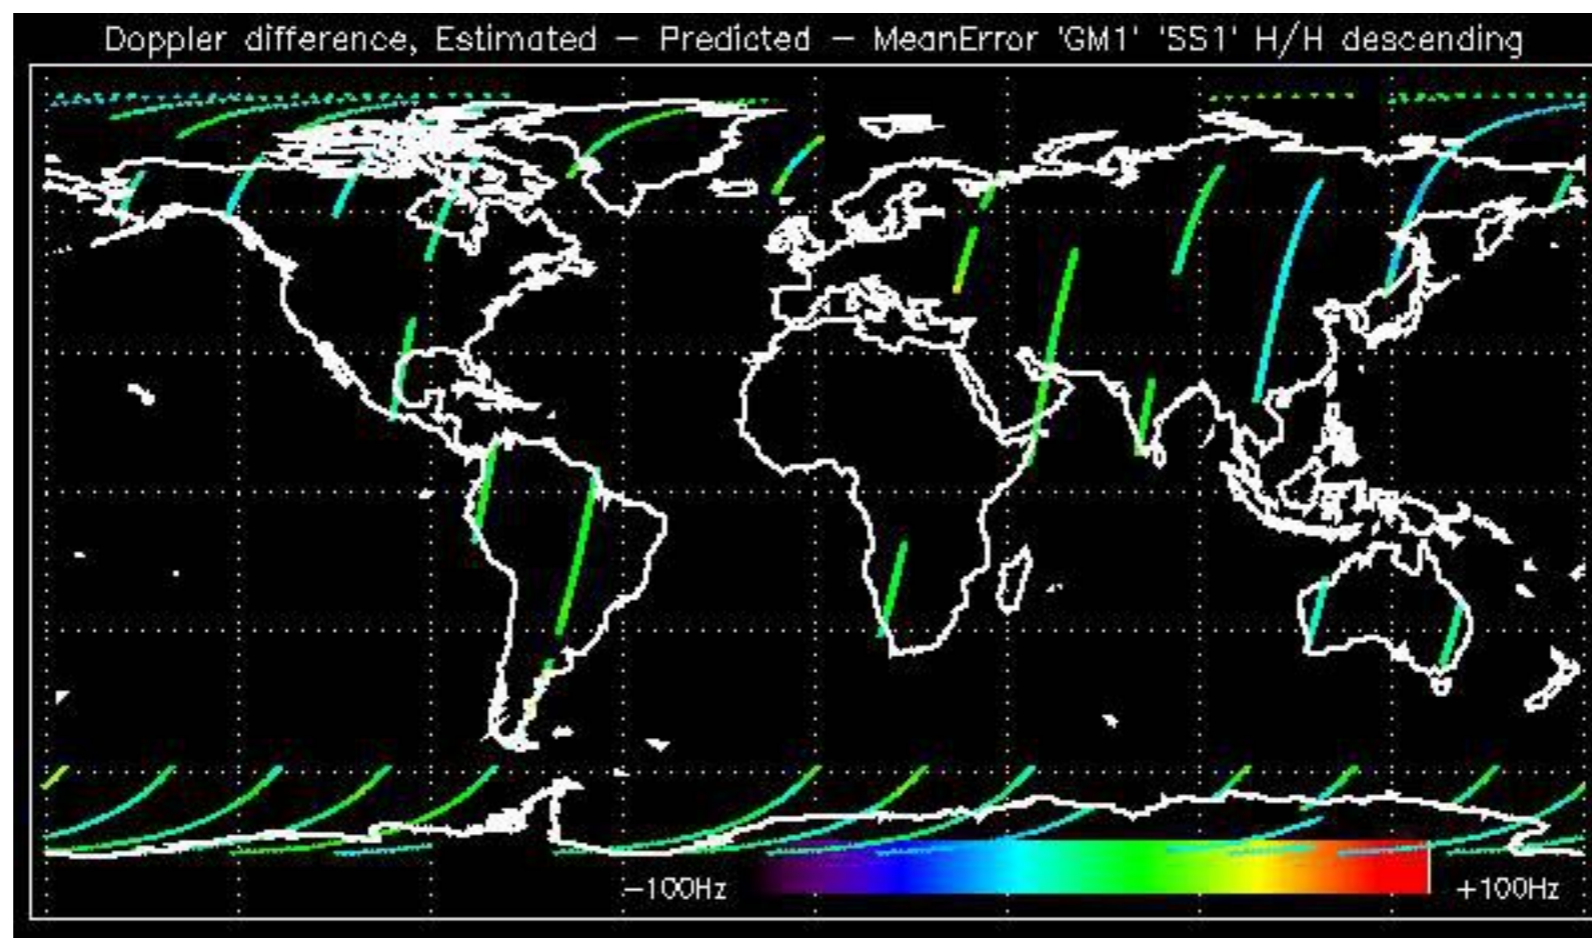 Doppler difference, Estimated – Predicted – MeanError 'GM1' 'SS1' H/H descending
−100Hz +100Hz